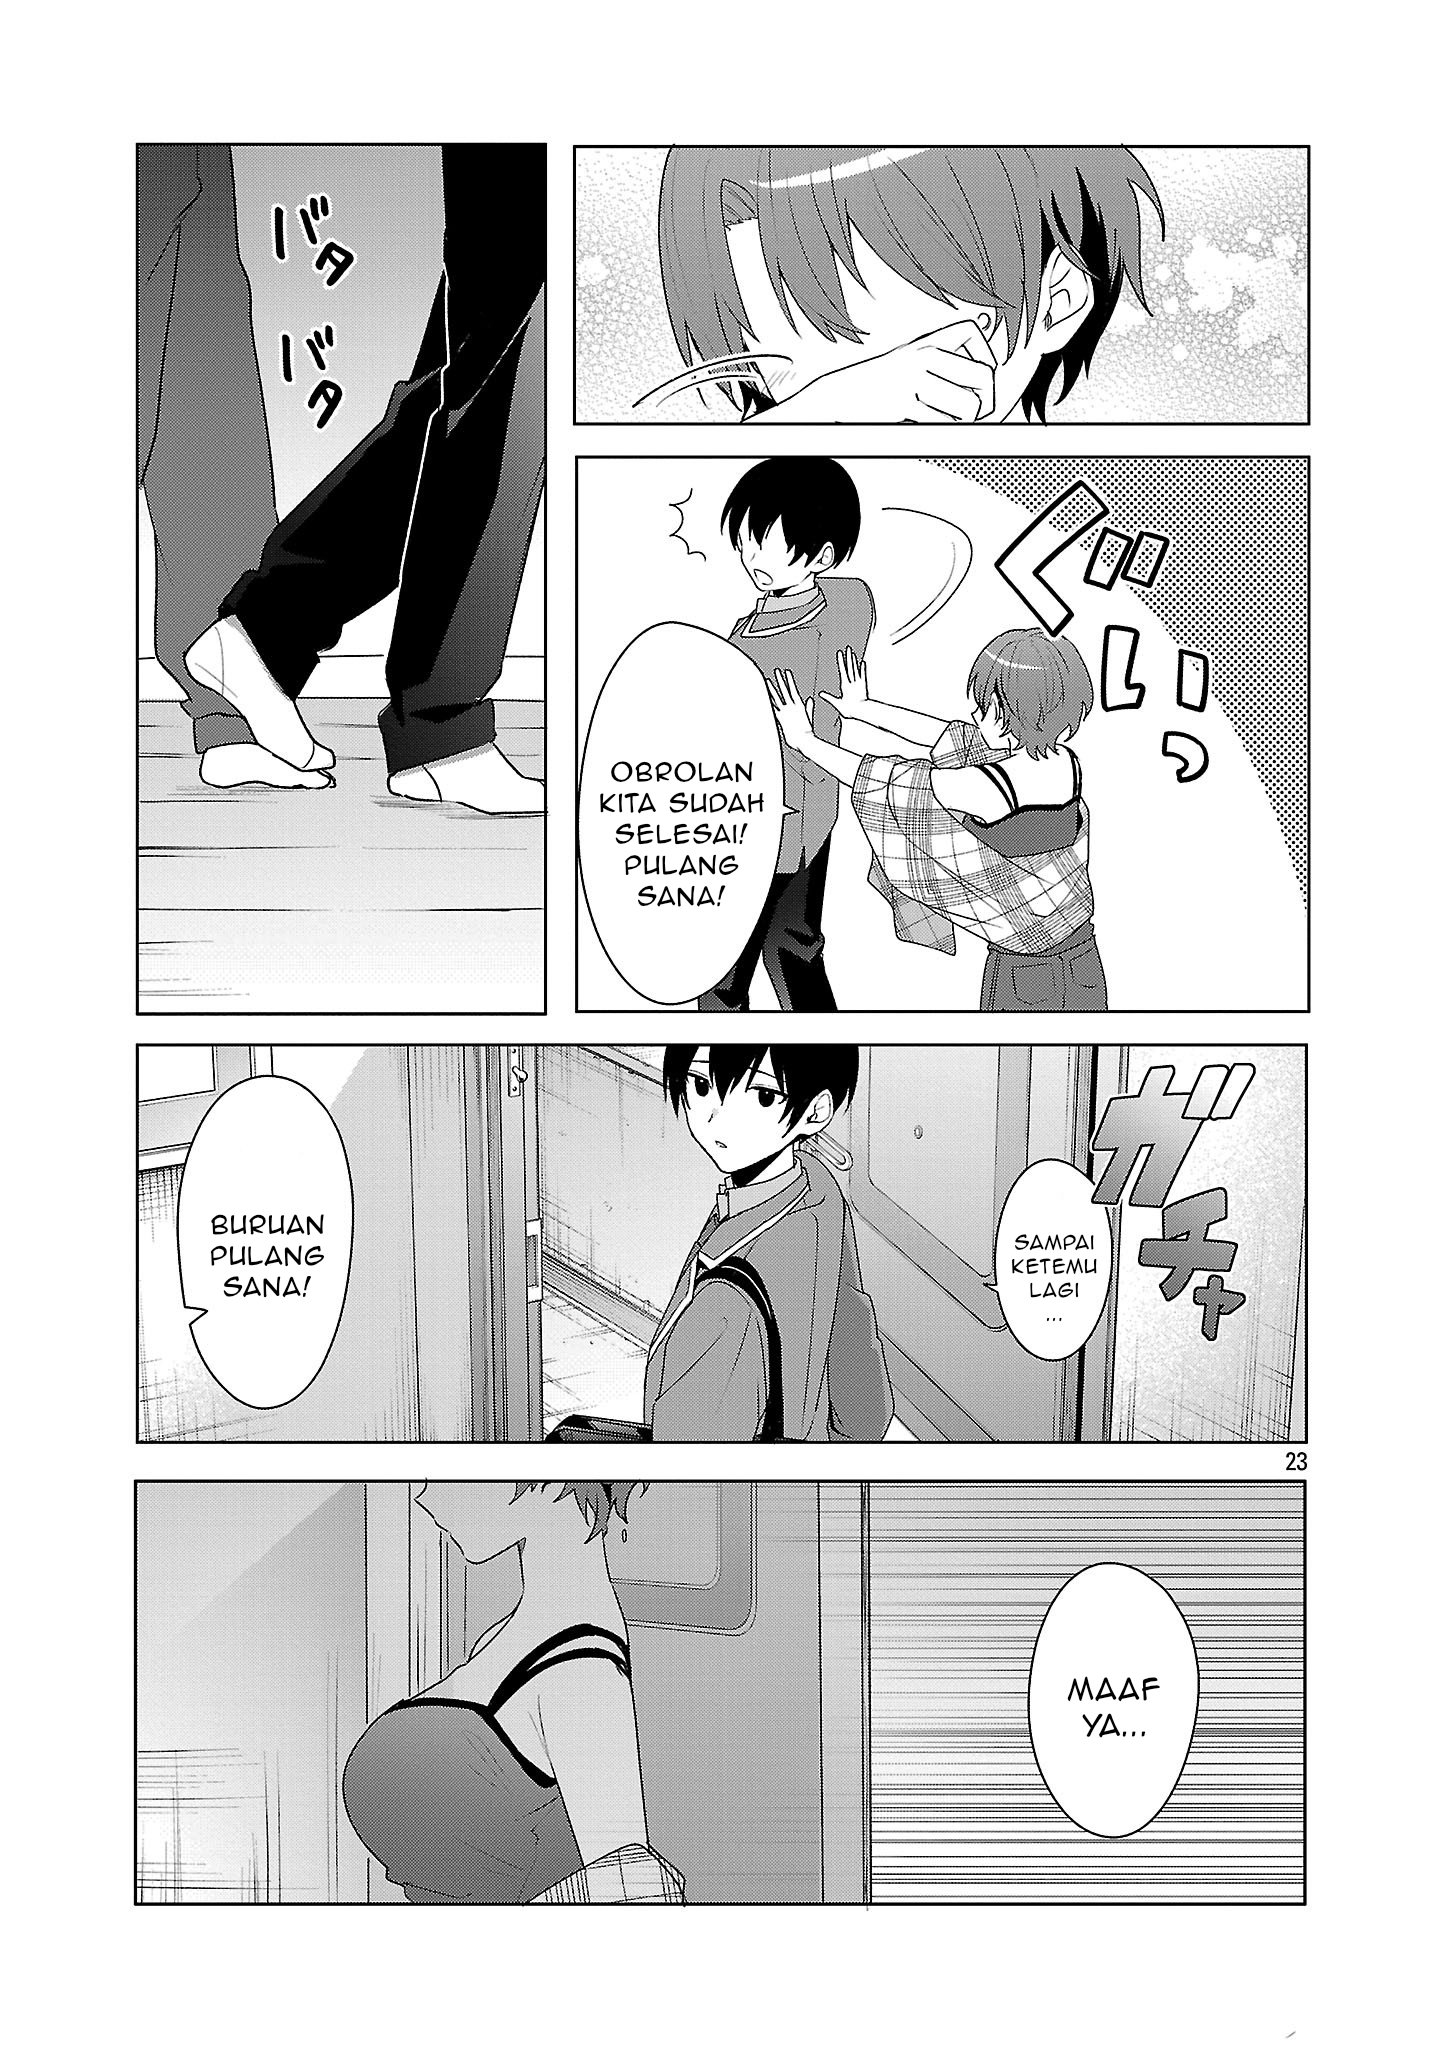 OBROLAN
KITA SUDAH
SELESAI!
PULANG
SANA!
ぐいっ
バタ
バタ
ガチャ
SAMPAI
KETEMU
LAGI
...
BURUAN
PULANG
SANA!
23
MAAF
YA...